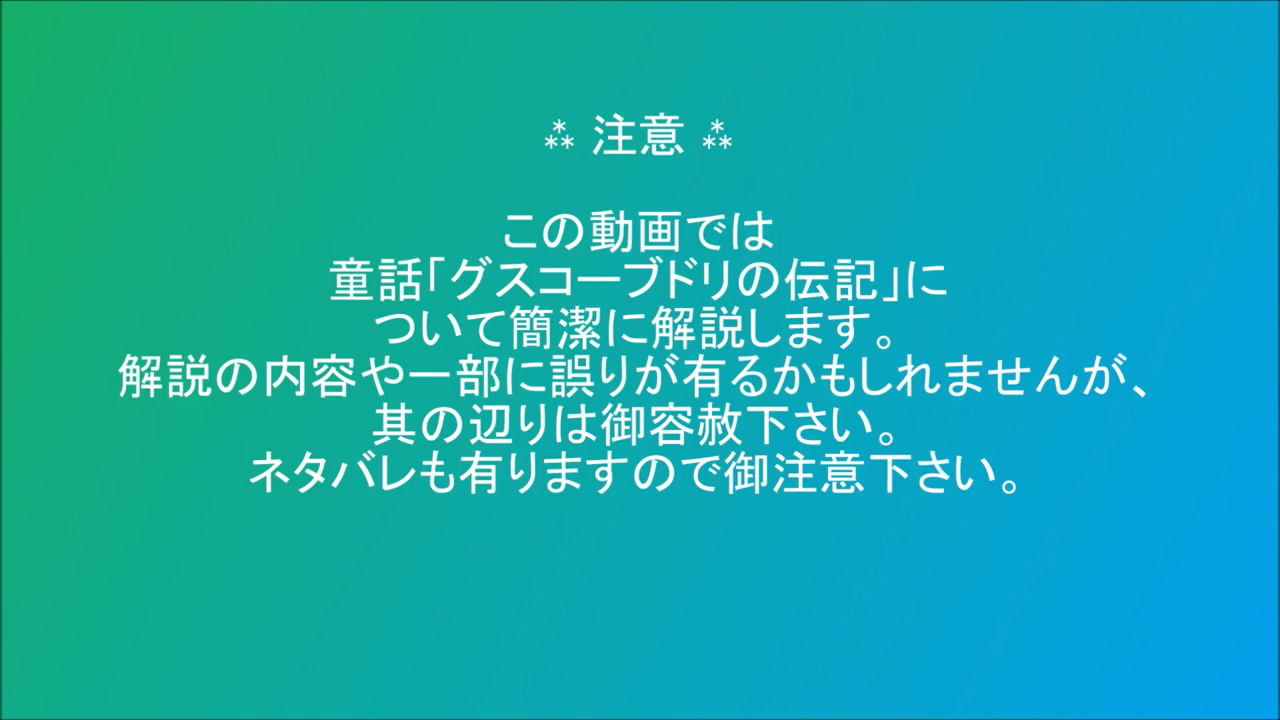 ⁂ 注意 ⁂
この動画では
童話「グスコーブドリの伝記」に
ついて簡潔に解説します。
解説の内容や一部に誤りが有るかもしれませんが、
其の辺りは御容赦下さい。
ネタバレも有りますので御注意下さい。